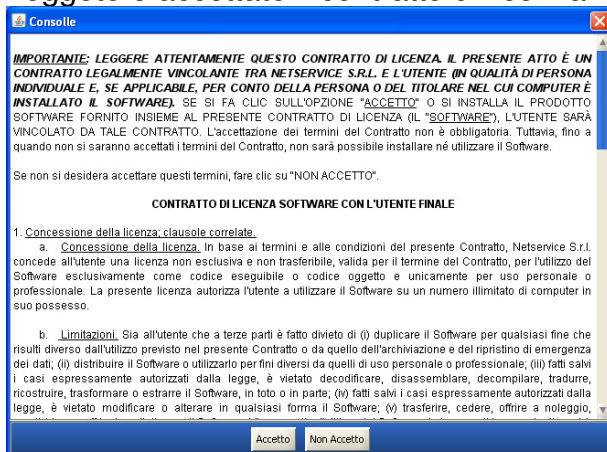 Consolle
IMPORTANTE: LEGGERE ATTENTAMENTE QUESTO CONTRATTO DI LICENZA. IL PRESENTE ATTO È UN
CONTRATTO LEGALMENTE VINCOLANTE TRA NETSERVICE S.R.L. E L'UTENTE (IN QUALITÀ DI PERSONA
INDIVIDUALE E, SE APPLICABILE, PER CONTO DELLA PERSONA O DEL TITOLARE NEL CUI COMPUTER È
INSTALLATO IL SOFTWARE). SE SI FA CLIC SULL'OPZIONE "ACCETTO" O SI INSTALLA IL PRODOTTO
SOFTWARE FORNITO INSIEME AL PRESENTE CONTRATTO DI LICENZA (IL "SOFTWARE"), L'UTENTE SARÀ
VINCOLATO DA TALE CONTRATTO. L'accettazione dei termini del Contratto non è obbligatoria. Tuttavia, fino a
quando non si saranno accettati i termini del Contratto, non sarà possibile installare né utilizzare il Software.
Se non si desidera accettare questi termini, fare clic su "NON ACCETTO".
CONTRATTO DI LICENZA SOFTWARE CON L'UTENTE FINALE
1. Concessione della licenza; clausole correlate.
a. Concessione della licenza. In base ai termini e alle condizioni del presente Contratto, Netservice S.r.l.
concede all'utente una licenza non esclusiva e non trasferibile, valida per il termine del Contratto, per l'utilizzo del
Software esclusivamente come codice eseguibile o codice oggetto e unicamente per uso personale o
professionale. La presente licenza autorizza l'utente a utilizzare il Software su un numero illimitato di computer in
suo possesso.
b. Limitazioni. Sia all'utente che a terze parti è fatto divieto di (i) duplicare il Software per qualsiasi fine che
risulti diverso dall'utilizzo previsto nel presente Contratto o da quello dell'archiviazione e del ripristino di emergenza
dei dati; (ii) distribuire il Software o utilizzarlo per fini diversi da quelli di uso personale o professionale; (iii) fatti salvi
i casi espressamente autorizzati dalla legge, è vietato decodificare, disassemblare, decompilare, tradurre,
ricostruire, trasformare o estrarre il Software, in toto o in parte; (iv) fatti salvi i casi espressamente autorizzati dalla
legge, è vietato modificare o alterare in qualsiasi forma il Software; (v) trasferire, cedere, offrire a noleggio,
Accetto Non Accetto